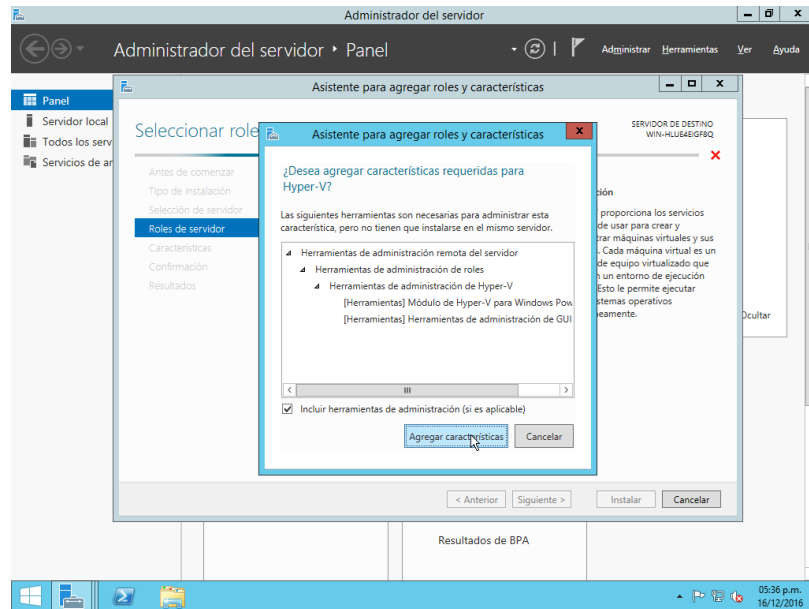 Administrador del servidor
Administrador del servidor ‣ Panel
Administrar Herramientas Ver Ayuda
Panel
Servidor local
Todos los serv
Servicios de ar
Asistente para agregar roles y características
Seleccionar role
SERVIDOR DE DESTINO
WIN-HLUE4EIGF8Q
Antes de comenzar
Tipo de instalación
Selección de servidor
Roles de servidor
Características
Confirmación
Resultados
Asistente para agregar roles y características
¿Desea agregar características requeridas para
Hyper-V?
Las siguientes herramientas son necesarias para administrar esta
característica, pero no tienen que instalarse en el mismo servidor.
Herramientas de administración remota del servidor
Herramientas de administración de roles
Herramientas de administración de Hyper-V
[Herramientas] Módulo de Hyper-V para Windows Pow
[Herramientas] Herramientas de administración de GUI
Incluir herramientas de administración (si es aplicable)
Agregar características Cancelar
ción
proporciona los servicios
de usar para crear y
trar máquinas virtuales y sus
. Cada máquina virtual es un
de equipo virtualizado que
n un entorno de ejecución
Esto le permite ejecutar
stemas operativos
neamente.
Ocultar
< Anterior Siguiente > Instalar Cancelar
Resultados de BPA
05:36 p.m.
16/12/2016